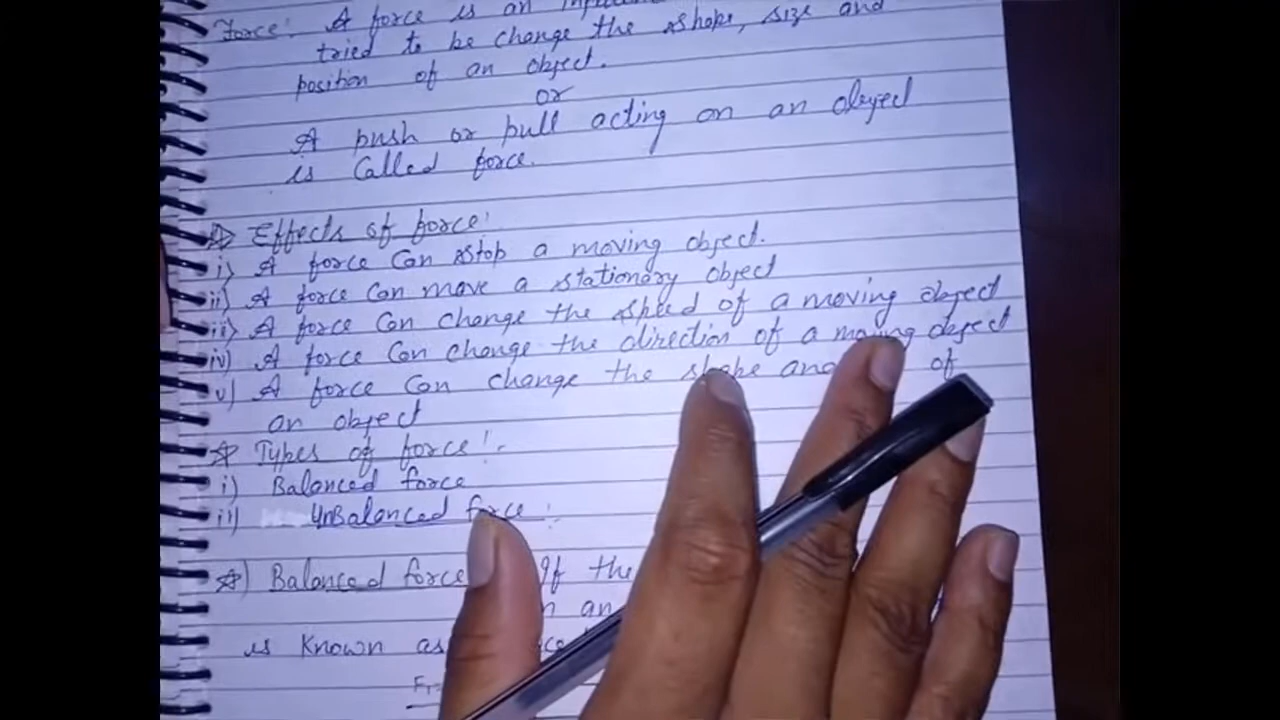 Force: A force is an
tried to be change the shape, size and
position of an object.
or
A push or pull acting on an object
is Called force.
Effects of force:
i) A force Can stop a moving object.
ii) A force Can move a stationary object
iii) A force Can change the speed of a moving object
iv) A force Can change the direction of a moving object
v) A force Can change the shape and of
an object
Types of force:-
i) Balanced force
ii) UnBalanced force :
Balanced force If the
an
is Known as